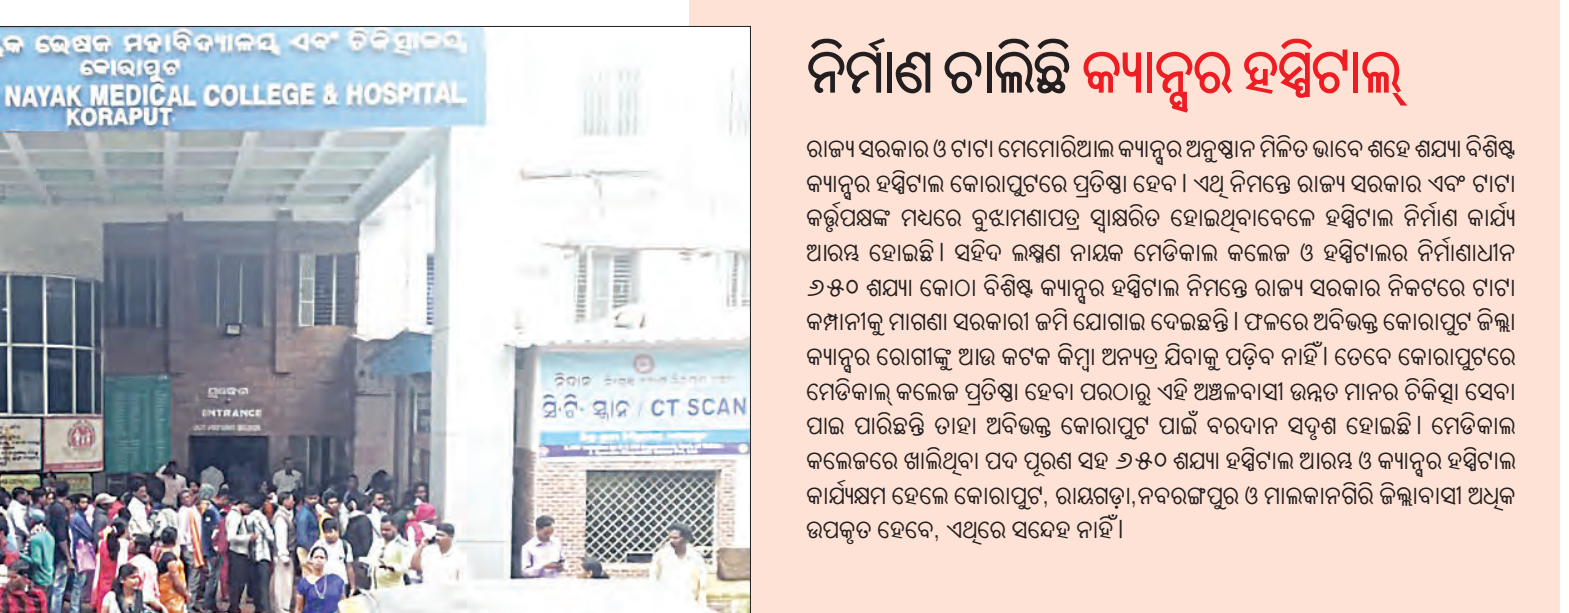 ଭେଷଜ ମହାବିଦ୍ୟାଳୟ ଏବଂ ଚିକିତ୍ସାଳୟ,
କୋରାପୁଟ
NAYAK MEDICAL COLLEGE & HOSPITAL
KORAPUT
ପ୍ରବେଶ
ENTRANCE
ନିଦାନ
ସି.ଟି. ସ୍କାନ / CT SCAN
ନିର୍ମାଣ ଚାଲିଛି କ୍ୟାନ୍ସର ହସ୍ପିଟାଲ୍
ରାଜ୍ୟ ସରକାର ଓ ଟାଟା ମେମୋରିଆଲ କ୍ୟାନ୍ସର ଅନୁଷ୍ଠାନ ମିଳିତ ଭାବେ ଶହେ ଶଯ୍ୟା ବିଶିଷ୍ଟ
କ୍ୟାନ୍ସର ହସ୍ପିଟାଲ କୋରାପୁଟରେ ପ୍ରତିଷ୍ଠା ହେବ। ଏଥି ନିମନ୍ତେ ରାଜ୍ୟ ସରକାର ଏବଂ ଟାଟା
କର୍ତ୍ତୃପକ୍ଷଙ୍କ ମଧ୍ୟରେ ବୁଝାମଣାପତ୍ର ସ୍ୱାକ୍ଷରିତ ହୋଇଥିବାବେଳେ ହସ୍ପିଟାଲ ନିର୍ମାଣ କାର୍ଯ୍ୟ
ଆରମ୍ଭ ହୋଇଛି। ସହିଦ ଲକ୍ଷ୍ମଣ ନାୟକ ମେଡିକାଲ କଲେଜ ଓ ହସ୍ପିଟାଲର ନିର୍ମାଣାଧୀନ
୬୫୦ ଶଯ୍ୟା କୋଠା ବିଶିଷ୍ଟ କ୍ୟାନ୍ସର ହସ୍ପିଟାଲ ନିମନ୍ତେ ରାଜ୍ୟ ସରକାର ନିକଟରେ ଟାଟା
କମ୍ପାନୀକୁ ମାଗଣା ସରକାରୀ ଜମି ଯୋଗାଇ ଦେଇଛନ୍ତି। ଫଳରେ ଅବିଭକ୍ତ କୋରାପୁଟ ଜିଲ୍ଲା
କ୍ୟାନ୍ସର ରୋଗୀଙ୍କୁ ଆଉ କଟକ କିମ୍ବା ଅନ୍ୟତ୍ର ଯିବାକୁ ପଡ଼ିବ ନାହିଁ। ତେବେ କୋରାପୁଟରେ
ମେଡିକାଲ୍ କଲେଜ ପ୍ରତିଷ୍ଠା ହେବା ପରଠାରୁ ଏହି ଅଞ୍ଚଳବାସୀ ଉନ୍ନତ ମାନର ଚିକିତ୍ସା ସେବା
ପାଇ ପାରିଛନ୍ତି ତାହା ଅବିଭକ୍ତ କୋରାପୁଟ ପାଇଁ ବରଦାନ ସଦୃଶ ହୋଇଛି। ମେଡିକାଲ
କଲେଜରେ ଖାଲିଥିବା ପଦ ପୂରଣ ସହ ୬୫୦ ଶଯ୍ୟା ହସ୍ପିଟାଲ ଆରମ୍ଭ ଓ କ୍ୟାନ୍ସର ହସ୍ପିଟାଲ
କାର୍ଯ୍ୟକ୍ଷମ ହେଲେ କୋରାପୁଟ, ରାୟଗଡ଼ା,ନବରଙ୍ଗପୁର ଓ ମାଲକାନଗିରି ଜିଲ୍ଲାବାସୀ ଅଧିକ
ଉପକୃତ ହେବେ, ଏଥିରେ ସନ୍ଦେହ ନାହିଁ।